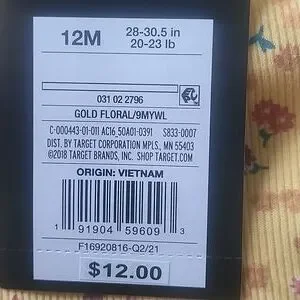 12M
28-30.5 in
20-23 lb
031 02 2796
GOLD FLORAL/9MYWL
C-000443-01-011 AC16_50A01-0391 S833-0007
DIST. BY TARGET CORPORATION MPLS., MN 55403
©2018 TARGET BRANDS, INC. SHOP TARGET.COM
ORIGIN: VIETNAM
1 91904 59609 3
F16920816-Q2/21
$12.00